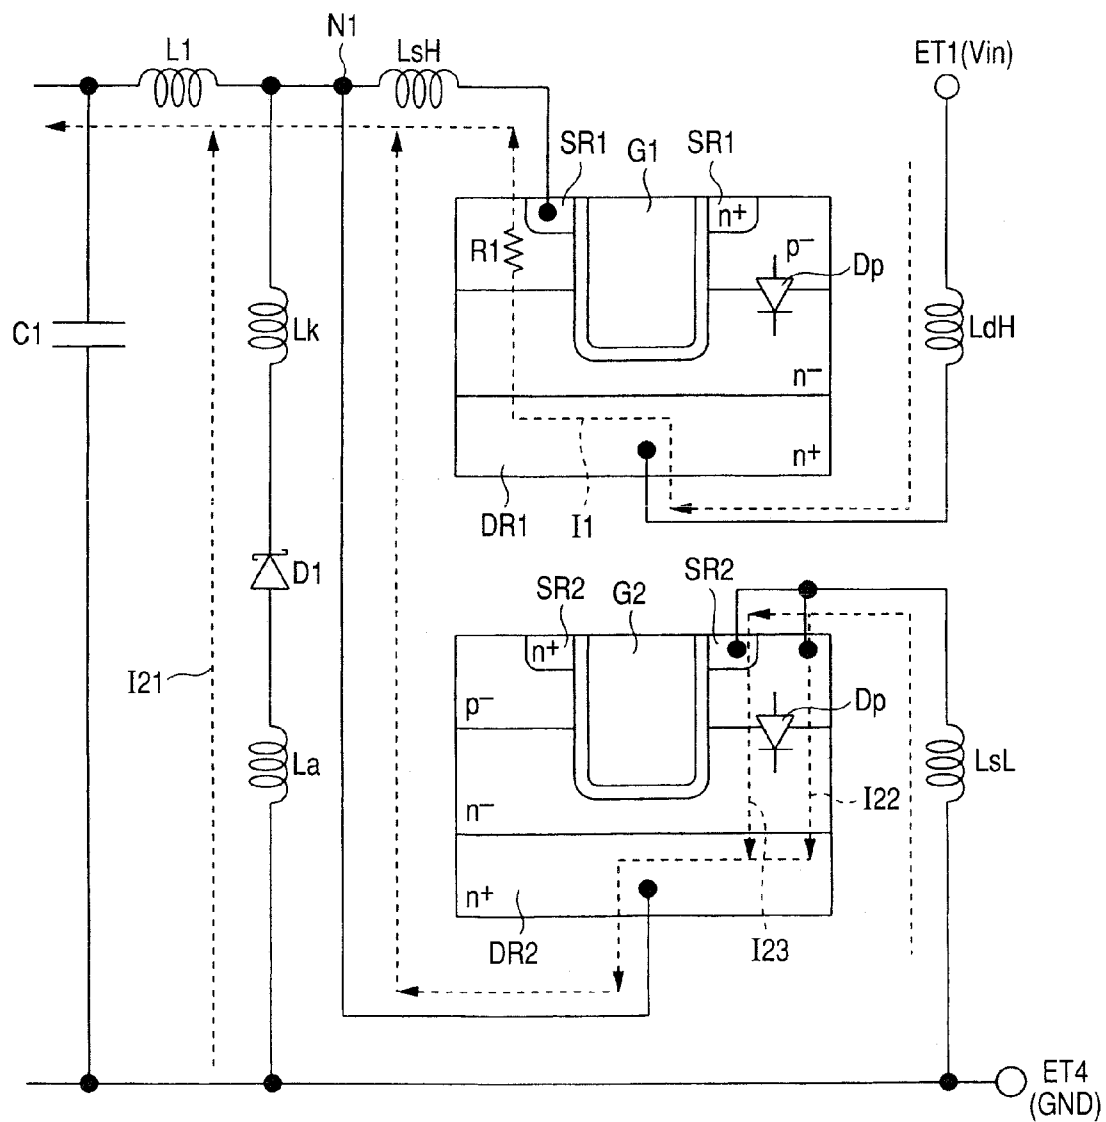 N1
L1
LsH
ET1(Vin)
SR1
G1
SR1
n+
R1
p−
Dp
C1
Lk
LdH
n−
n+
DR1
I1
D1
SR2
G2
SR2
n+
I21
p−
Dp
La
LsL
n−
I22
n+
DR2
I23
ET4
(GND)